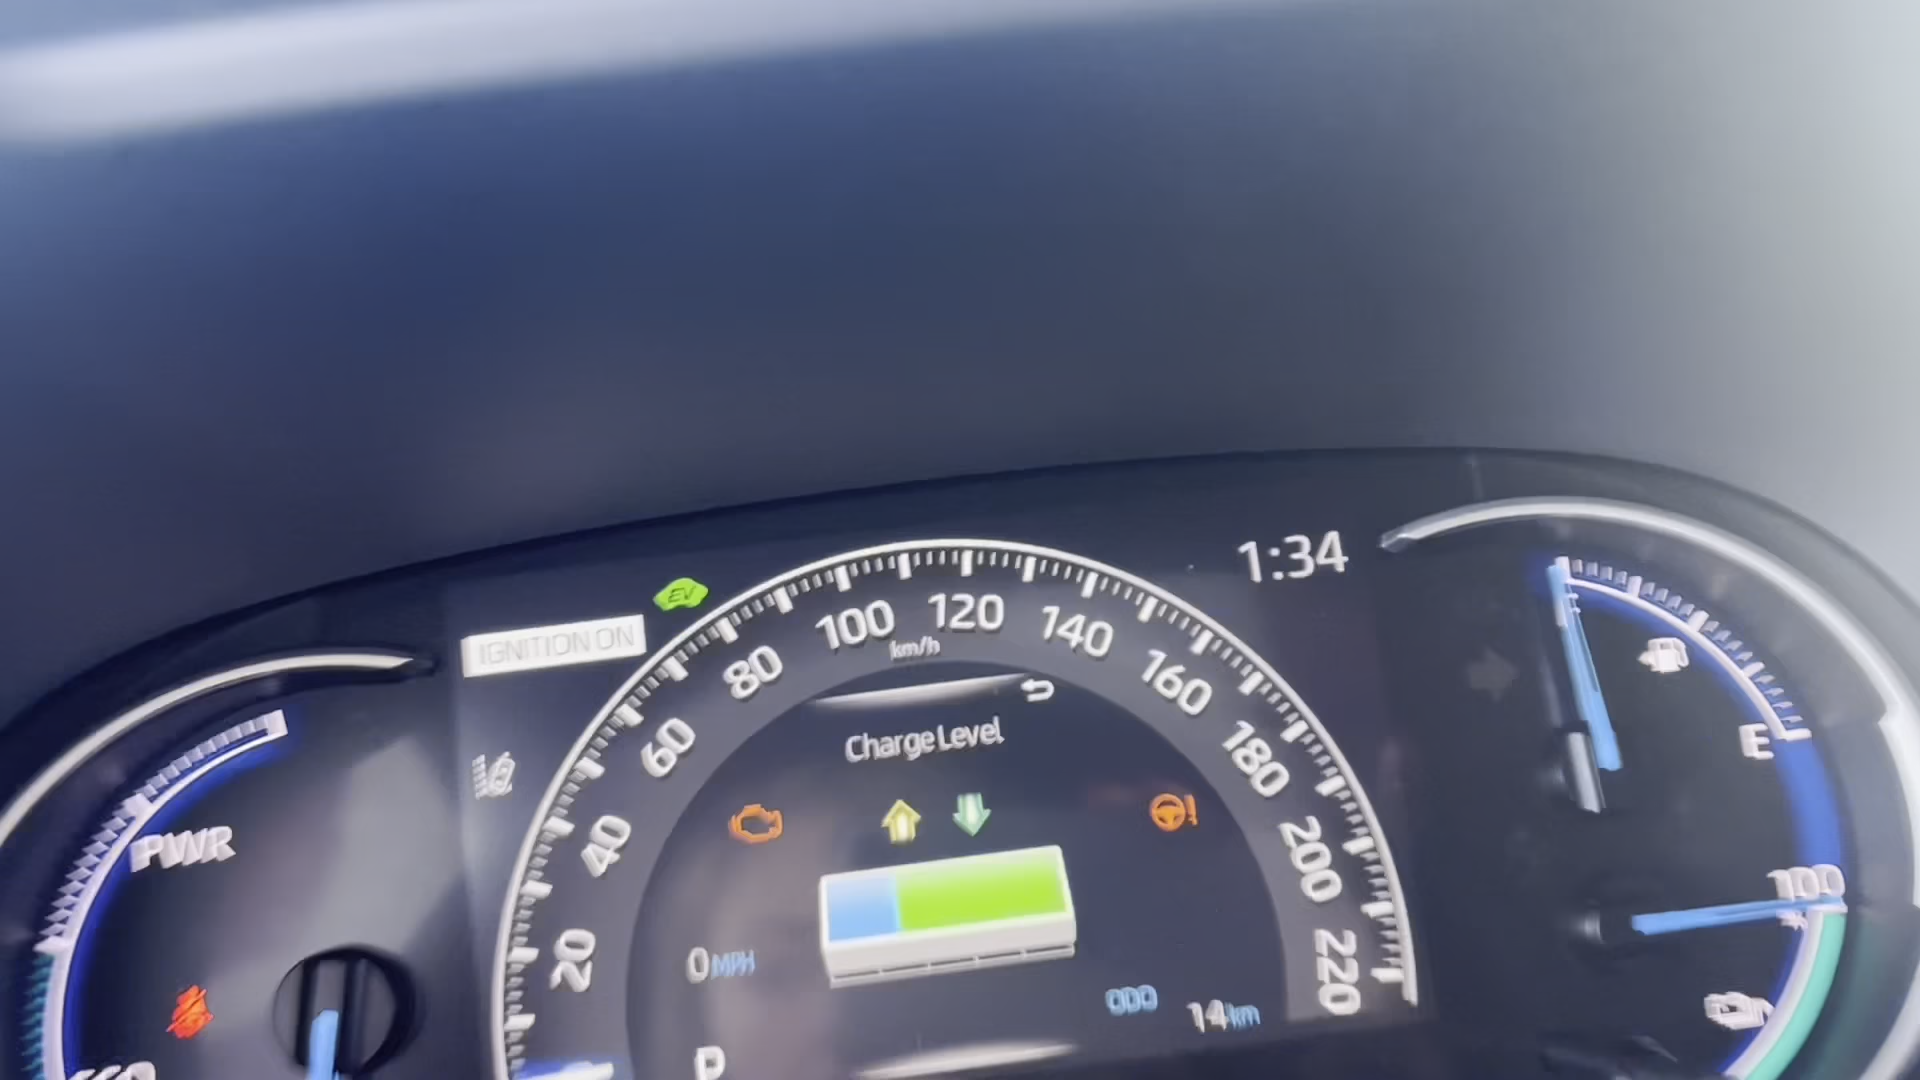 1:34
EV
IGNITION ON
100 120 140
km/h
80 160
60 180
40 200
20 220
Charge Level
PWR
E
100
0 MPH
ODO 14 km
P